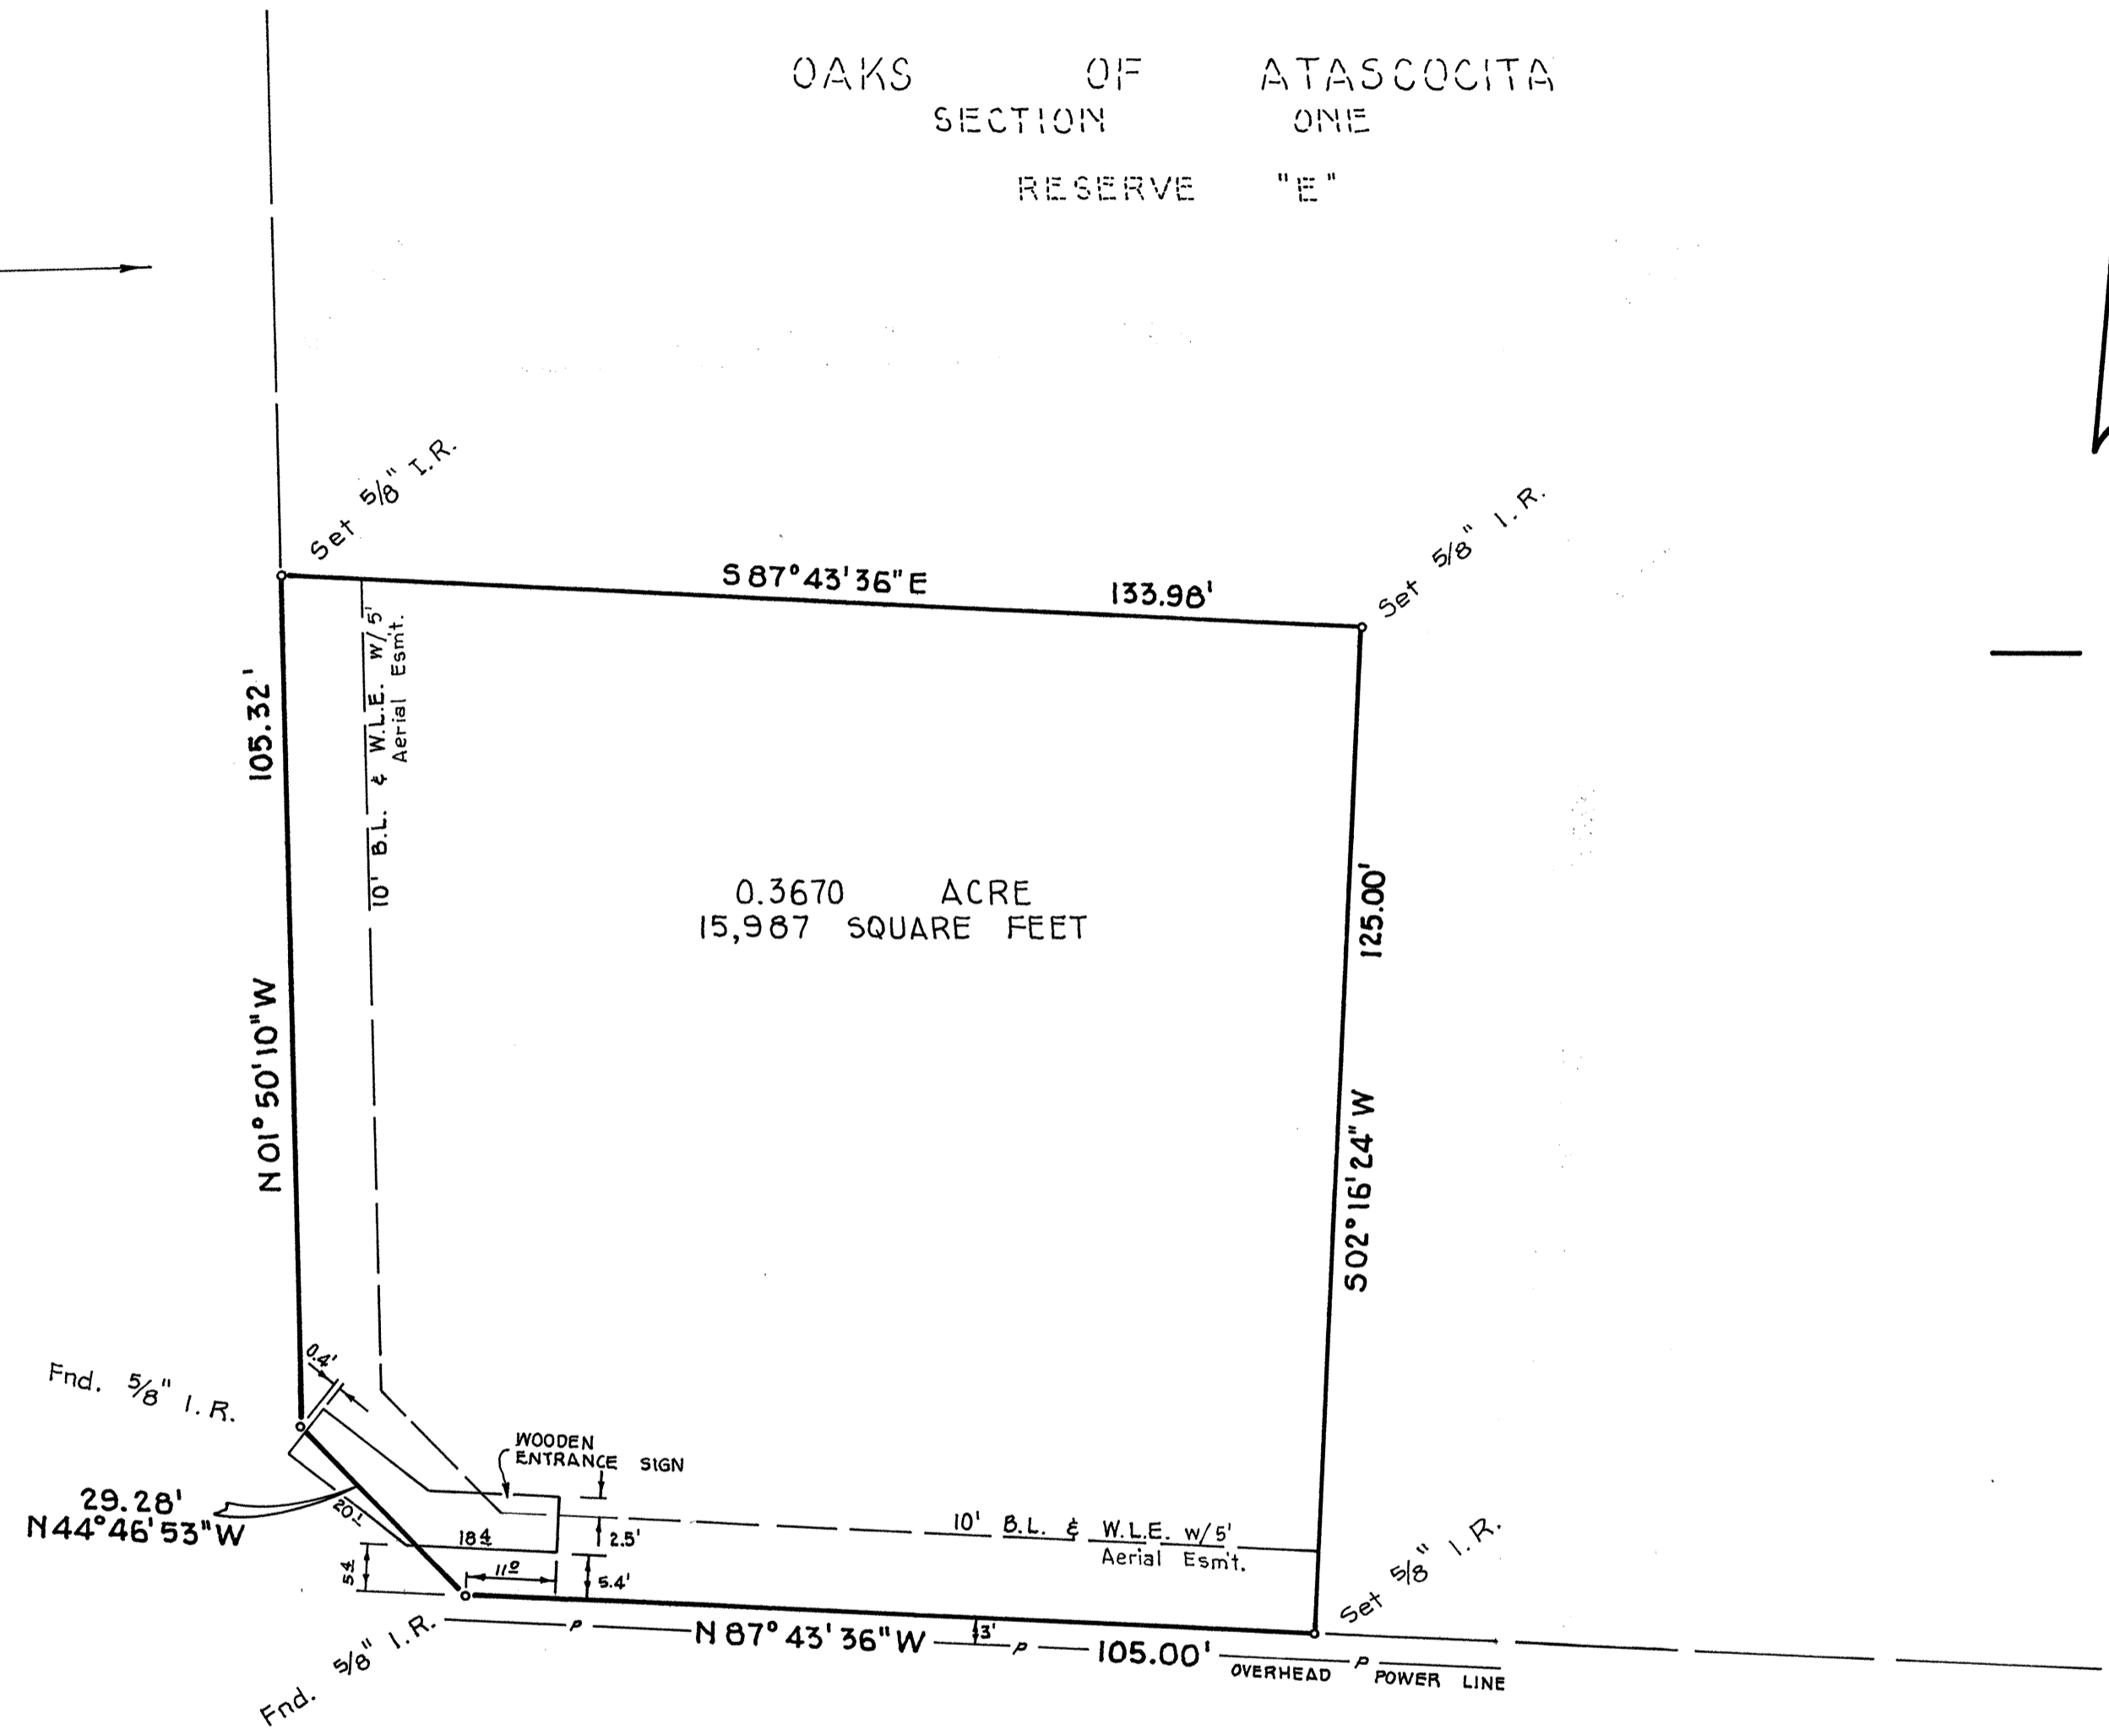 OAKS OF ATASCOCITA
SECTION ONE
RESERVE "E"
Set 5/8" I.R.
Set 5/8" I.R.
S 87° 43' 36" E 133.98'
10' B.L. & W.L.E. w/5'
Aerial Esm't.
105.32'
N 01° 50' 10" W
0.3670 ACRE
15,987 SQUARE FEET
125.00'
S 02° 16' 24" W
0.4'
Fnd. 5/8" I.R.
WOODEN
ENTRANCE SIGN
29.28'
N 44° 46' 53" W
20.1
18.4
2.5'
10' B.L. & W.L.E. w/5'
Aerial Esm't.
5.4
11.0
5.4'
Set 5/8" I.R.
Fnd. 5/8" I.R.
P N 87° 43' 36" W 3' P 105.00' P
OVERHEAD POWER LINE